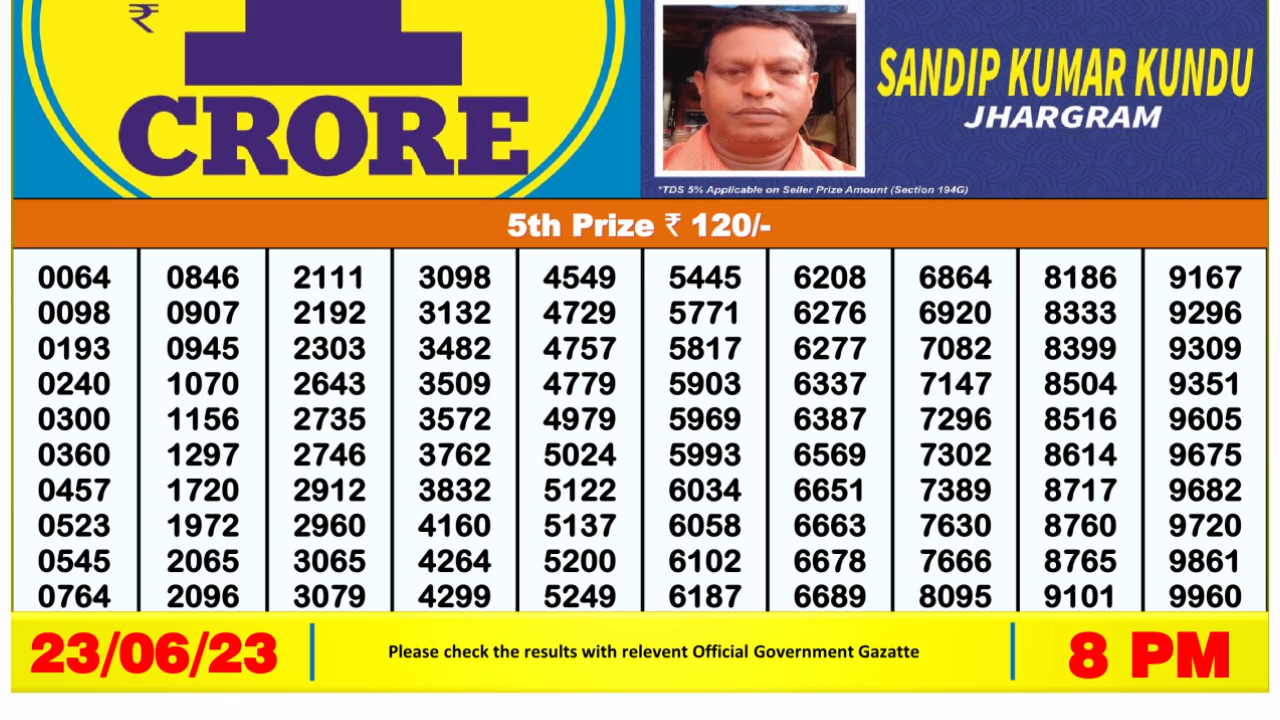 ₹
1
CRORE
SANDIP KUMAR KUNDU
JHARGRAM
*TDS 5% Applicable on Seller Prize Amount (Section 194G)
5th Prize ₹ 120/-
0064 0846 2111 3098 4549 5445 6208 6864 8186 9167
0098 0907 2192 3132 4729 5771 6276 6920 8333 9296
0193 0945 2303 3482 4757 5817 6277 7082 8399 9309
0240 1070 2643 3509 4779 5903 6337 7147 8504 9351
0300 1156 2735 3572 4979 5969 6387 7296 8516 9605
0360 1297 2746 3762 5024 5993 6569 7302 8614 9675
0457 1720 2912 3832 5122 6034 6651 7389 8717 9682
0523 1972 2960 4160 5137 6058 6663 7630 8760 9720
0545 2065 3065 4264 5200 6102 6678 7666 8765 9861
0764 2096 3079 4299 5249 6187 6689 8095 9101 9960
23/06/23
Please check the results with relevent Official Government Gazatte
8 PM